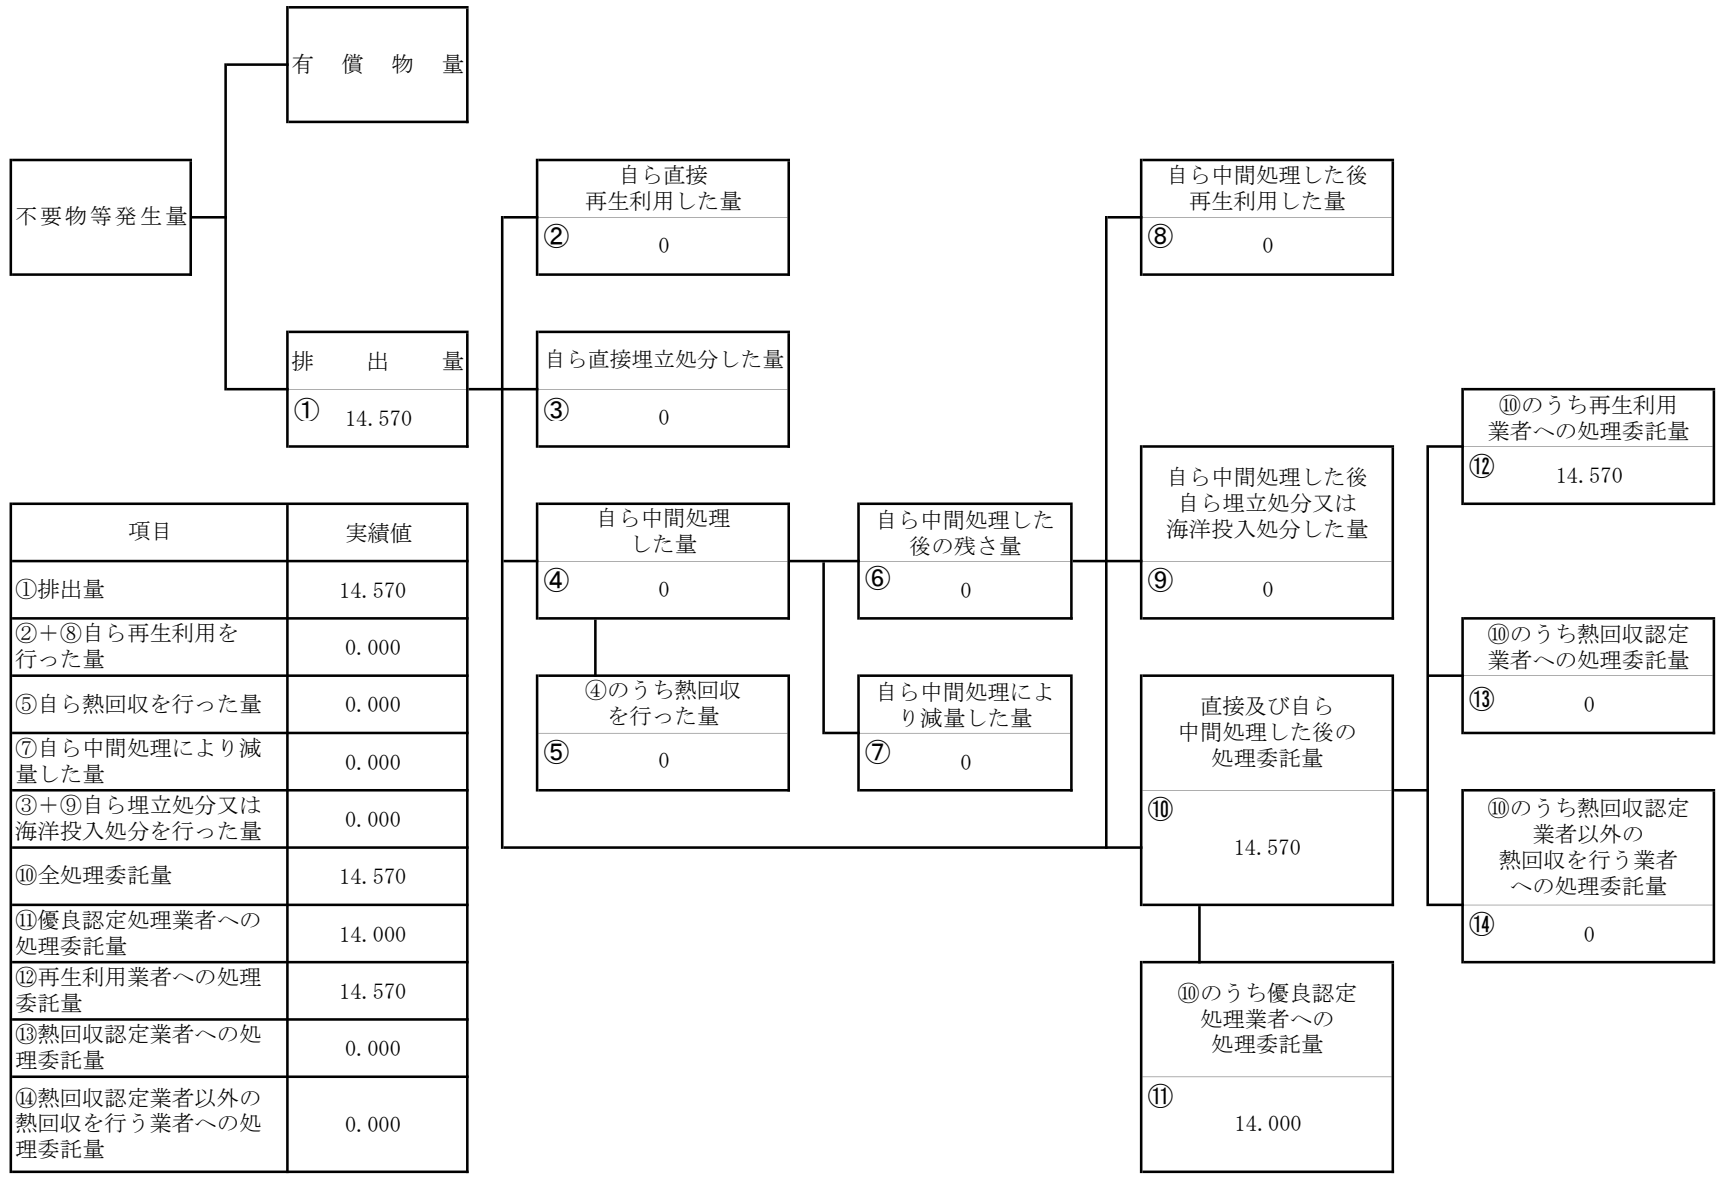 有償物量
不要物等発生量
排出量
① 14.570
自ら直接
再生利用した量
② 0
自ら直接埋立処分した量
③ 0
自ら中間処理
した量
④ 0
④のうち熱回収
を行った量
⑤ 0
自ら中間処理した
後の残さ量
⑥ 0
自ら中間処理によ
り減量した量
⑦ 0
自ら中間処理した後
再生利用した量
⑧ 0
自ら中間処理した後
自ら埋立処分又は
海洋投入処分した量
⑨ 0
直接及び自ら
中間処理した後の
処理委託量
⑩
14.570
⑩のうち優良認定
処理業者への
処理委託量
⑪
14.000
⑩のうち再生利用
業者への処理委託量
⑫ 14.570
⑩のうち熱回収認定
業者への処理委託量
⑬ 0
⑩のうち熱回収認定
業者以外の
熱回収を行う業者
への処理委託量
⑭ 0
項目 実績値
①排出量 14.570
②+⑧自ら再生利用を
行った量 0.000
⑤自ら熱回収を行った量 0.000
⑦自ら中間処理により減
量した量 0.000
③+⑨自ら埋立処分又は
海洋投入処分を行った量 0.000
⑩全処理委託量 14.570
⑪優良認定処理業者への
処理委託量 14.000
⑫再生利用業者への処理
委託量 14.570
⑬熱回収認定業者への処
理委託量 0.000
⑭熱回収認定業者以外の
熱回収を行う業者への処
理委託量 0.000